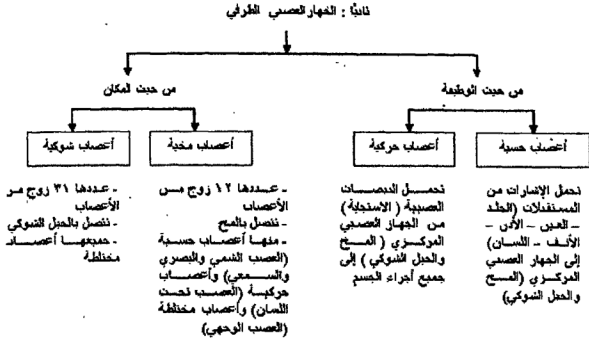 ثانيًا : الجهاز العصبي الطرفي
من حيث الوظيفة
من حيث المكان
أعصاب حسية
أعصاب حركية
أعصاب مخية
أعصاب شوكية
تحمل الإشارات من
المستقبلات (الجلد
– العين – الأذن –
الأنف – اللسان)
إلى الجهاز العصبي
المركزي (المخ
والحبل الشوكي)
تحمل النبضات
العصبية (الاستجابة)
من الجهاز العصبي
المركزي (المخ
والحبل الشوكي) إلى
جميع أجزاء الجسم
- عددها ١٢ زوج من
الأعصاب
- تتصل بالمخ
- منها أعصاب حسية
(العصب الشمي والبصري
والسمعي) وأعصاب
حركية (العصب تحت
اللسان) وأعصاب مختلطة
(العصب الوجهي)
- عددها ٣١ زوج من
الأعصاب
- تتصل بالحبل الشوكي
- جميعها أعصاب
مختلطة